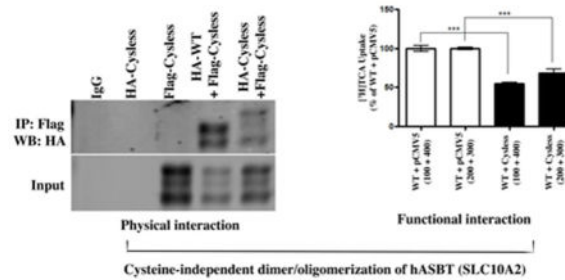 IgG
HA-Cysless
Flag-Cysless
HA-WT
+ Flag-Cysless
HA-Cysless
+Flag-Cysless
IP: Flag
WB: HA
Input
Physical interaction
[³H]TCA Uptake
(% of WT + pCMV5)
150
100
50
0
***
***
WT + pCMV5
(100 + 400)
WT + pCMV5
(200 + 300)
WT + Cysless
(100 + 400)
WT + Cysless
(200 + 300)
Functional interaction
Cysteine-independent dimer/oligomerization of hASBT (SLC10A2)